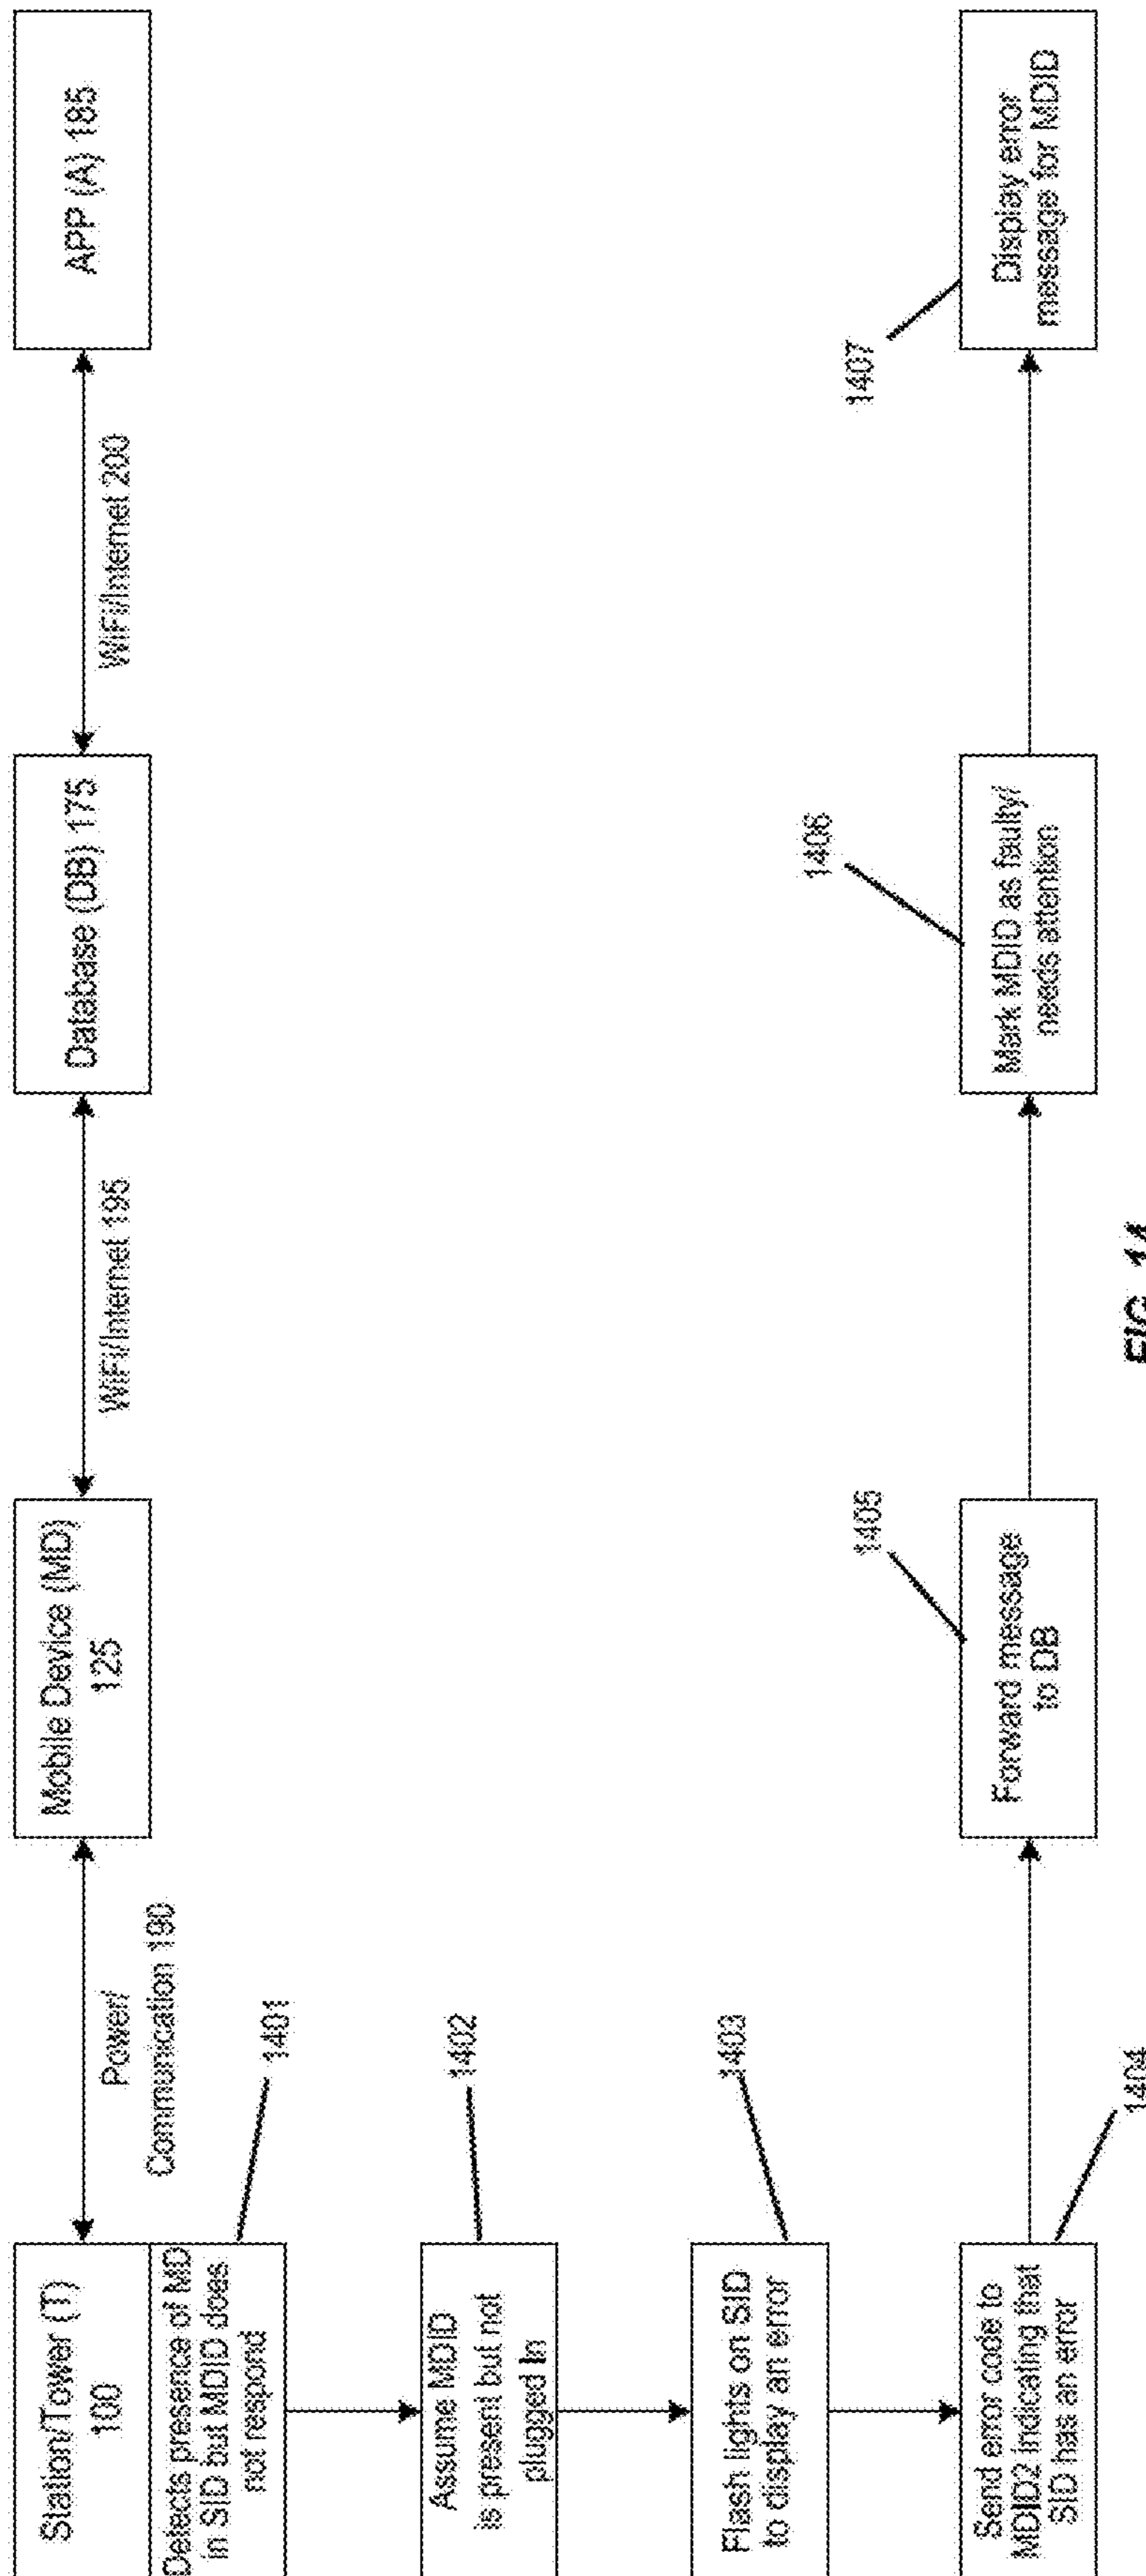 Station/Tower (T)
100
Power/
Communication 190
Mobile Device (MD)
125
WiFi/Internet 195
Database (DB) 175
WiFi/Internet 200
APP (A) 185
Detects presence of MD
in SID but MDID does
not respond
1401
Assume MDID
is present but not
plugged In
1402
Flash lights on SID
to display an error
1403
Send error code to
MDID2 indicating that
SID has an error
1404
Forward message
to DB
1405
Mark MDID as faulty/
needs attention
1406
Display error
message for MDID
1407
FIG. 14